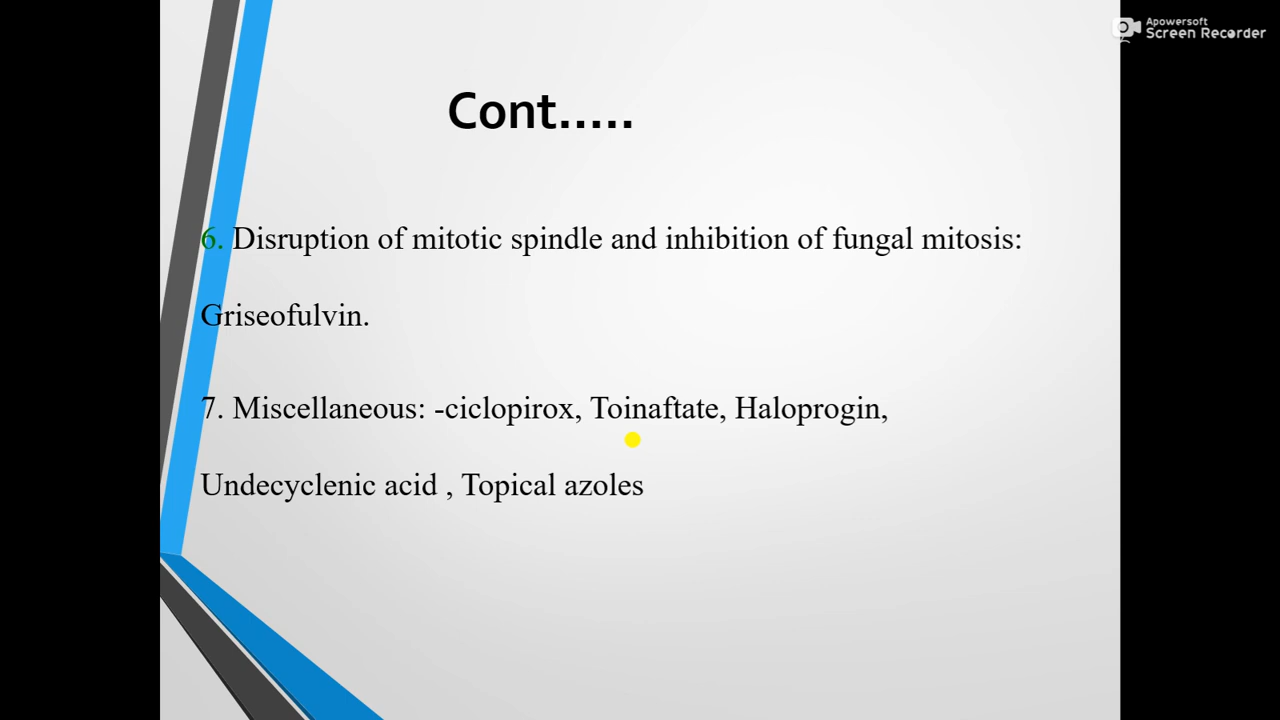 Apowersoft
Screen Recorder
Cont.....
6. Disruption of mitotic spindle and inhibition of fungal mitosis:
Griseofulvin.
7. Miscellaneous: -ciclopirox, Toinaftate, Haloprogin,
Undecyclenic acid , Topical azoles